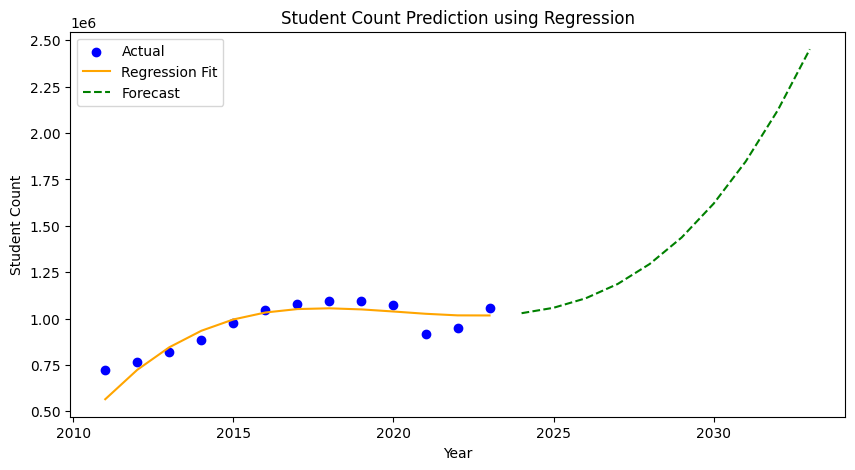 Student Count Prediction using Regression
1e6
Actual
Regression Fit
Forecast
2.50
2.25
2.00
1.75
1.50
1.25
1.00
0.75
0.50
Student Count
2010
2015
2020
2025
2030
Year